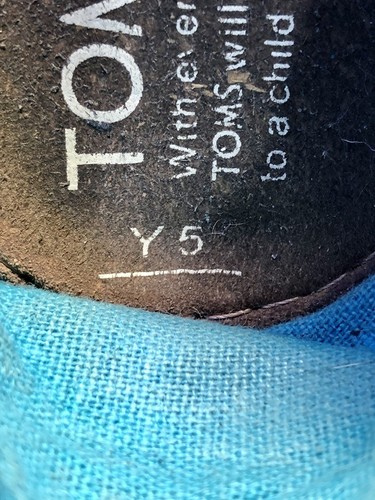 TOM
With ever
TOMS will
to a child
Y 5